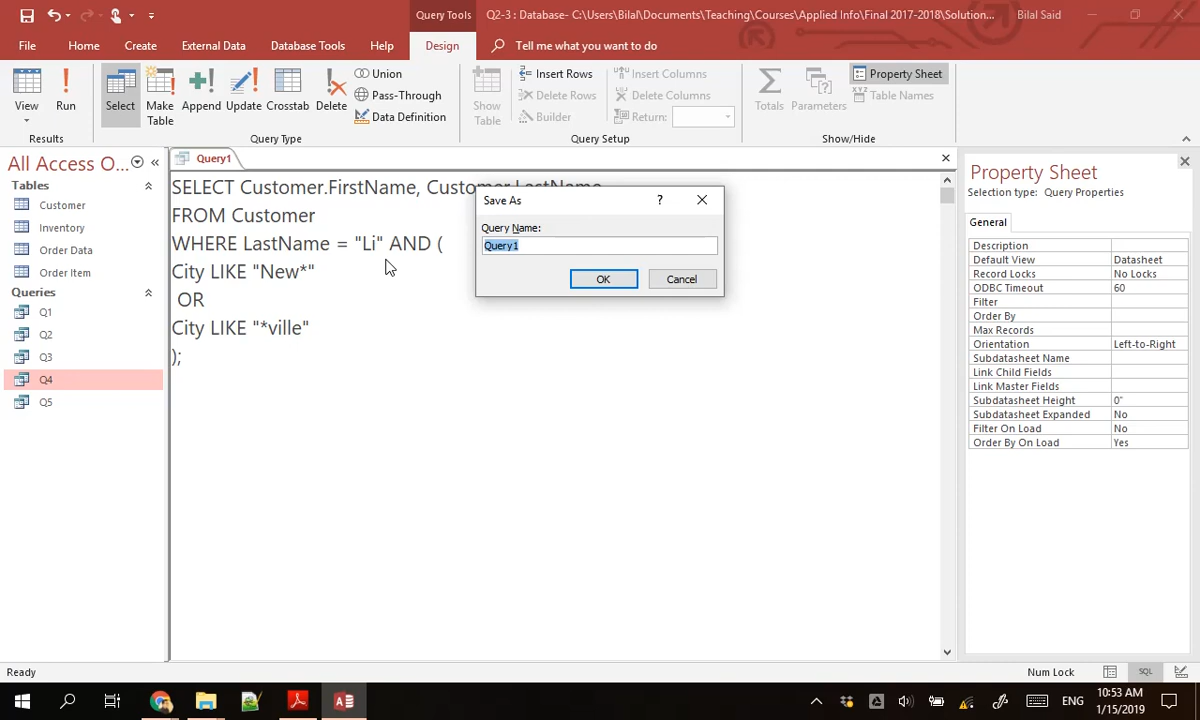 Query Tools
Q2-3 : Database- C:\Users\Bilal\Documents\Teaching\Courses\Applied Info\Final 2017-2018\Solution...
Bilal Said
File
Home
Create
External Data
Database Tools
Help
Design
Tell me what you want to do
View
Run
Results
Select
Make Table
Append
Update
Crosstab
Delete
Union
Pass-Through
Data Definition
Query Type
Show Table
Insert Rows
Delete Rows
Builder
Insert Columns
Delete Columns
Return:
Query Setup
Totals
Parameters
Property Sheet
Table Names
Show/Hide
All Access O...
Tables
Customer
Inventory
Order Data
Order Item
Queries
Q1
Q2
Q3
Q4
Q5
Query1
SELECT Customer.FirstName, Customer.LastName
FROM Customer
WHERE LastName = "Li" AND (
City LIKE "New*"
OR
City LIKE "*ville"
);
Save As
?
Query Name:
Query1
OK
Cancel
Property Sheet
Selection type: Query Properties
General
Description
Default View Datasheet
Record Locks No Locks
ODBC Timeout 60
Filter
Order By
Max Records
Orientation Left-to-Right
Subdatasheet Name
Link Child Fields
Link Master Fields
Subdatasheet Height 0"
Subdatasheet Expanded No
Filter On Load No
Order By On Load Yes
Ready
Num Lock
SQL
ENG
10:53 AM
1/15/2019